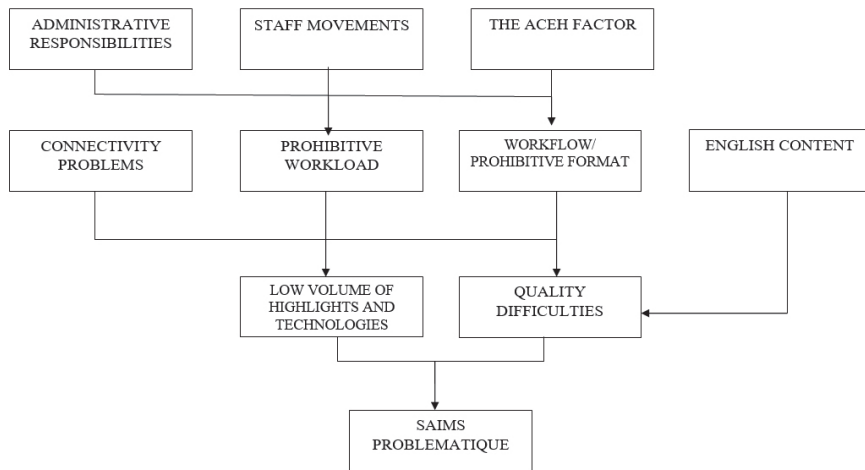 ADMINISTRATIVE
RESPONSIBILITIES
STAFF MOVEMENTS
THE ACEH FACTOR
CONNECTIVITY
PROBLEMS
PROHIBITIVE
WORKLOAD
WORKFLOW/
PROHIBITIVE FORMAT
ENGLISH CONTENT
LOW VOLUME OF
HIGHLIGHTS AND
TECHNOLOGIES
QUALITY
DIFFICULTIES
SAIMS
PROBLEMATIQUE